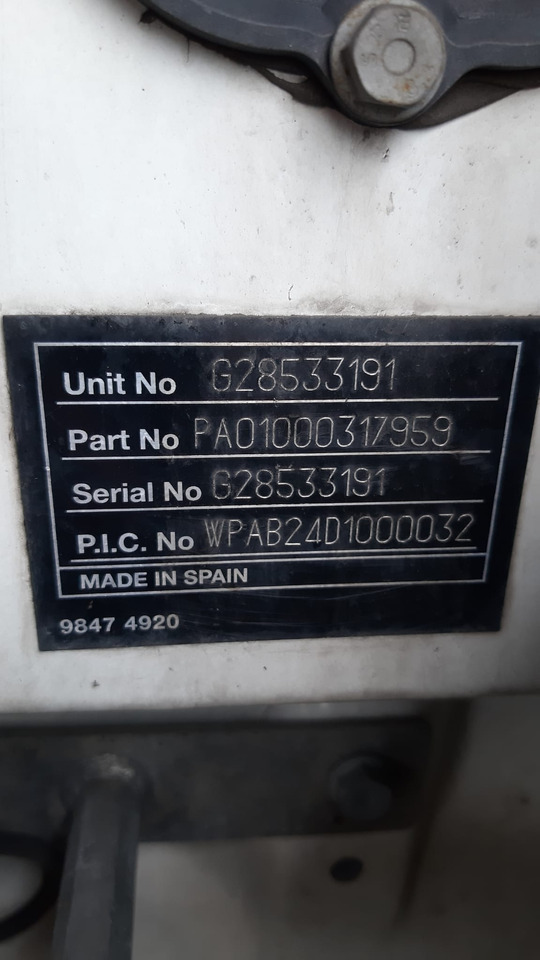 Unit No G28533191
Part No PA01000317959
Serial No G28533191
P.I.C. No WPAB24D1000032
MADE IN SPAIN
9847 4920